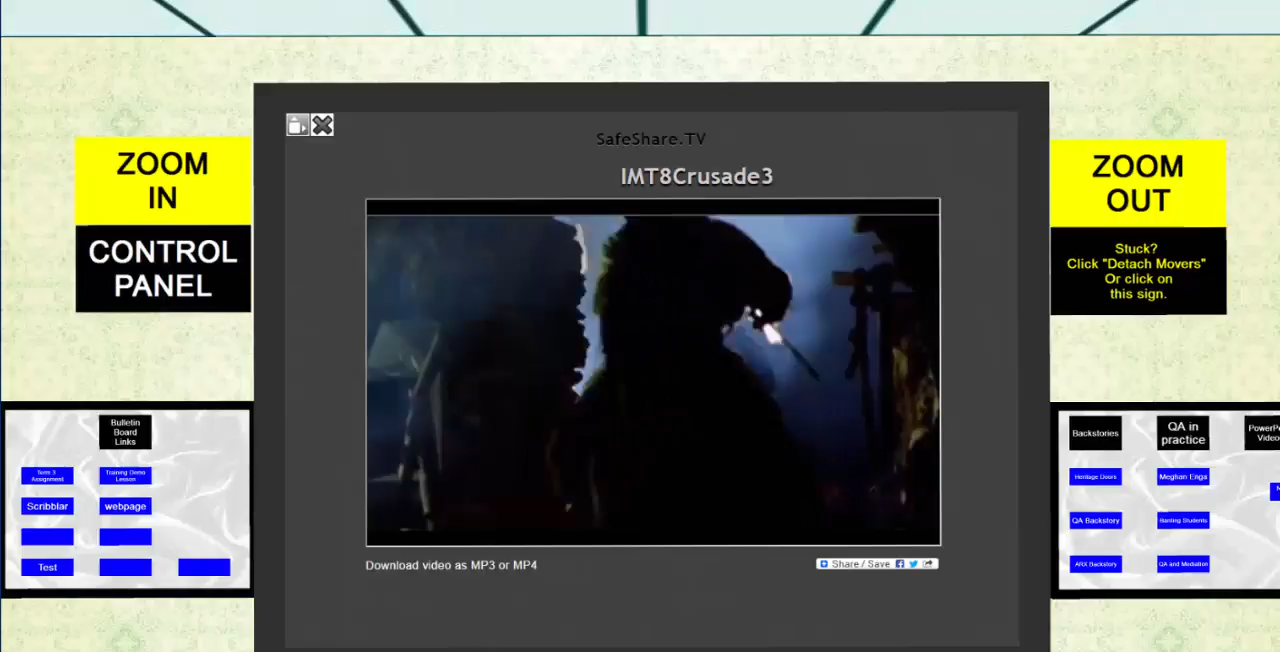 SafeShare.TV
IMT8Crusade3
ZOOM
IN
CONTROL
PANEL
ZOOM
OUT
Stuck?
Click "Detach Movers"
Or click on
this sign.
Bulletin
Board
Links
Term 3
Assignment
Training Demo
Lesson
Scribblar
webpage
Test
Download video as MP3 or MP4
Share / Save
Backstories
QA in
practice
Heritage Doors
Meghan Enga
QA Backstory
Ranting Students
ARX Backstory
QA and Mediation